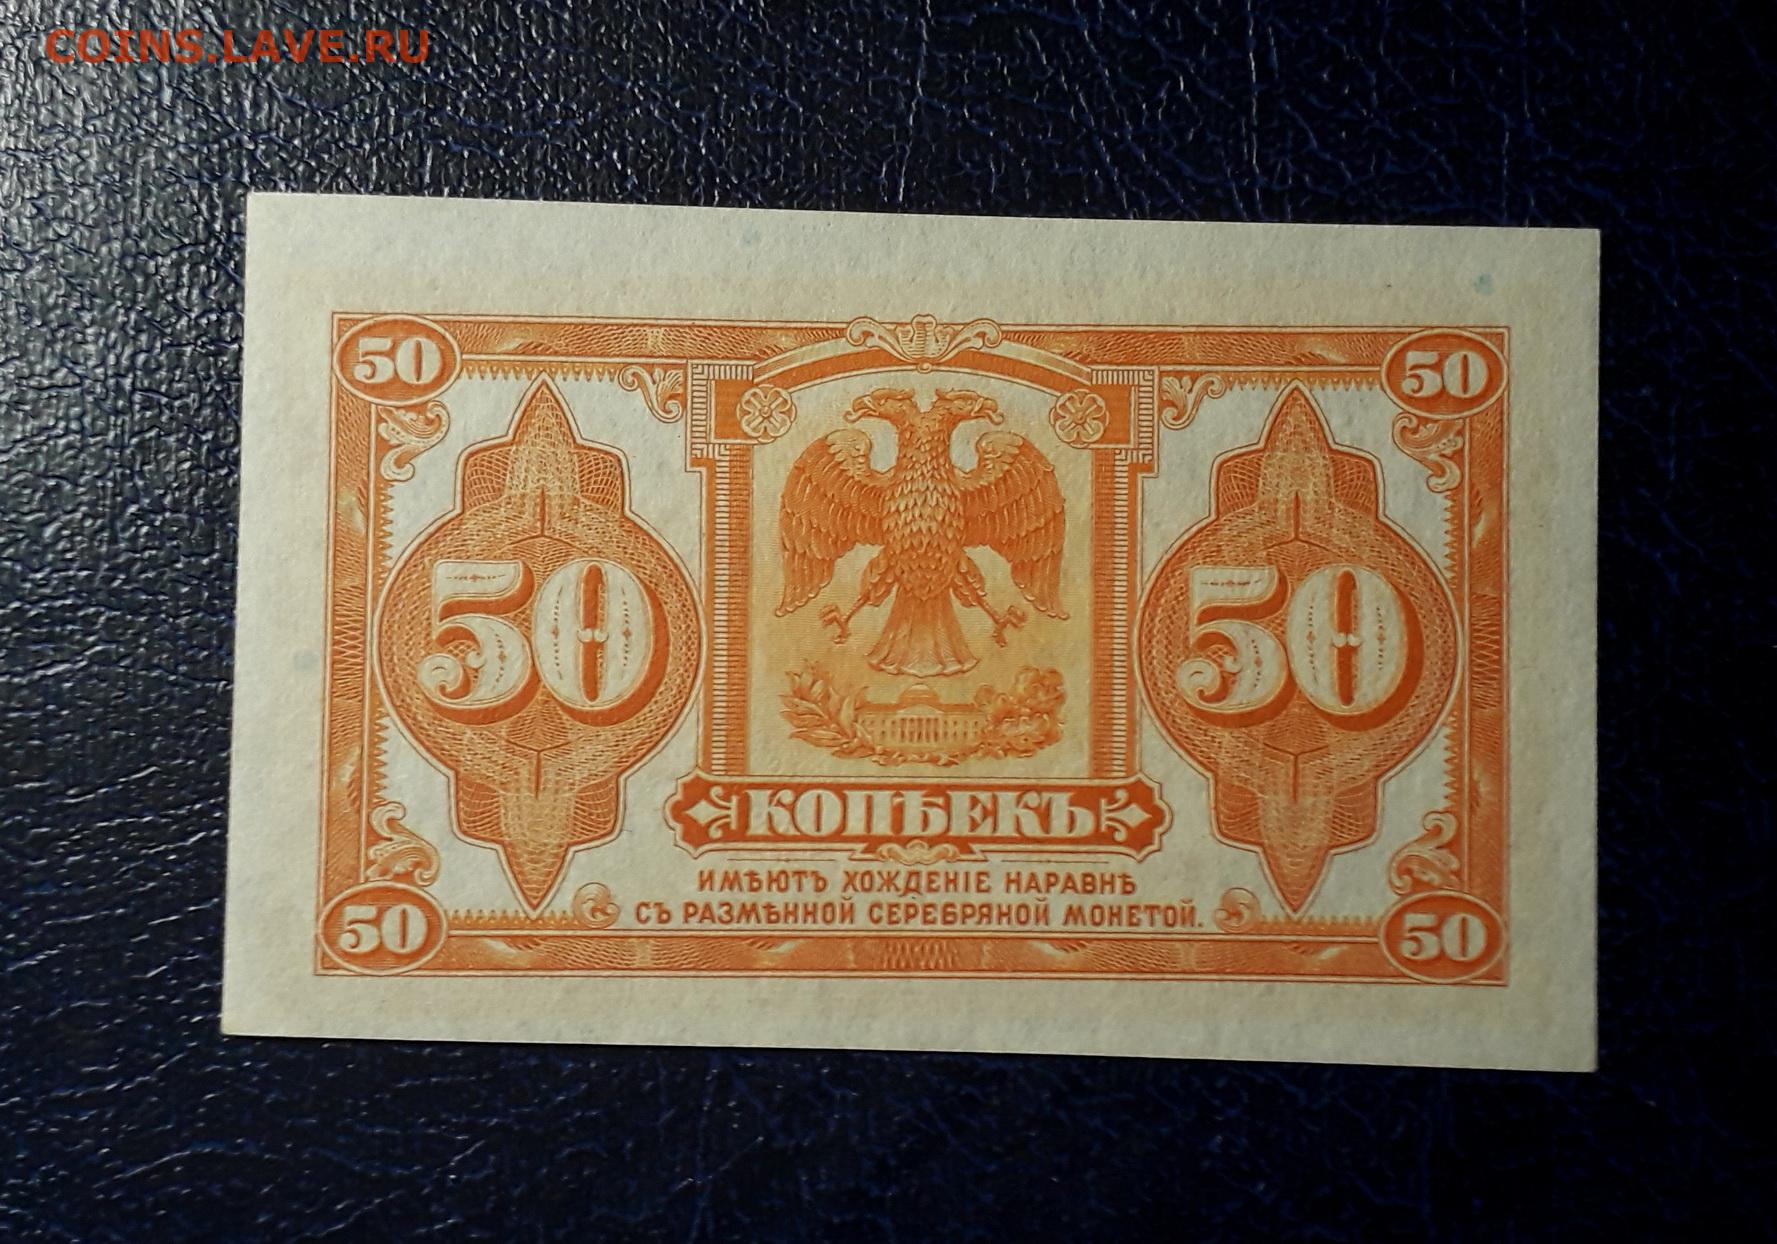 COINS.LAVE.RU
50 50
50 50
КОПѢЕКЪ
ИМѢЮТЪ ХОЖДЕНІЕ НАРАВНѢ
СЪ РАЗМѢННОЙ СЕРЕБРЯНОЙ МОНЕТОЙ.
50 50